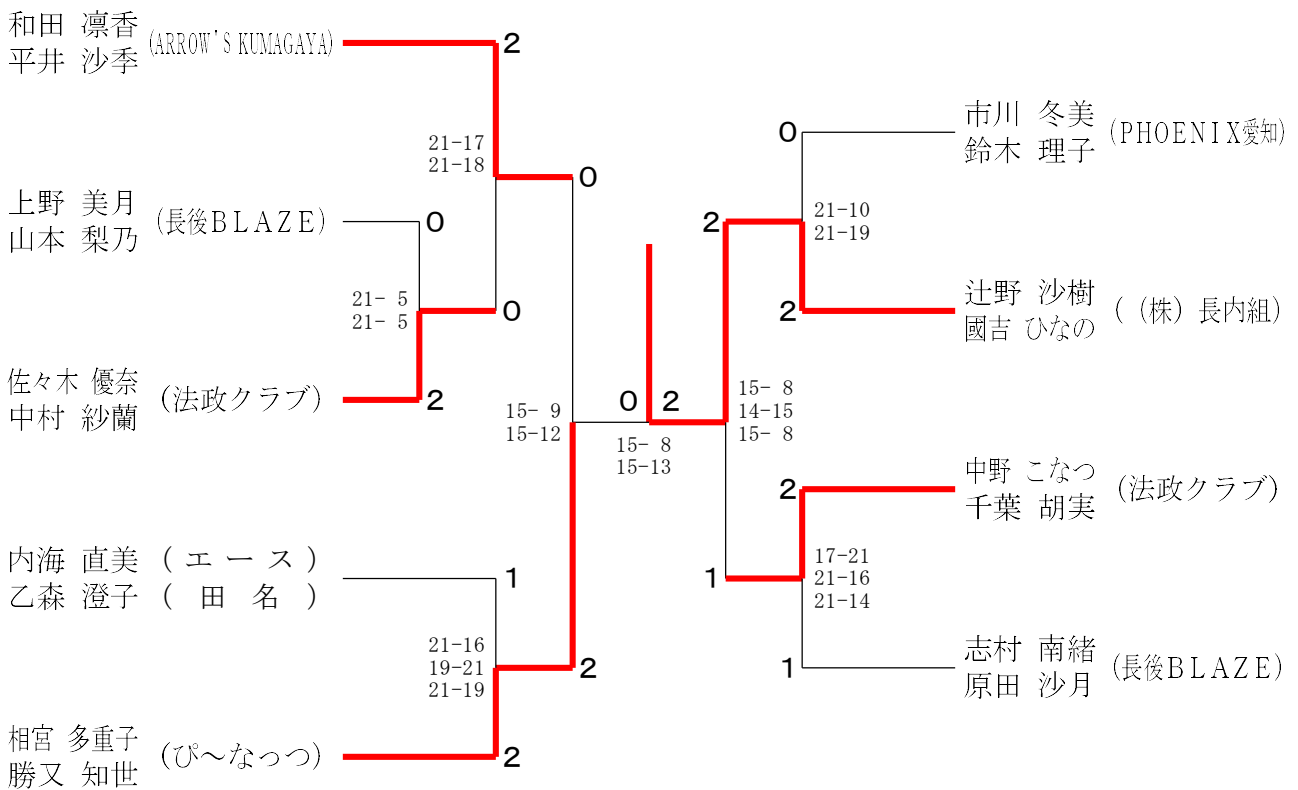 和田 凛香
平井 沙季
(ARROW'S KUMAGAYA)
2
21-17
21-18
0
上野 美月
山本 梨乃
(長後BLAZE)
0
21- 5
21- 5
0
佐々木 優奈
中村 紗蘭
(法政クラブ)
2
15- 9
15-12
内海 直美 (エース)
乙森 澄子 (田名)
1
21-16
19-21
21-19
2
相宮 多重子
勝又 知世
(ぴ～なっつ)
2
0 2
15- 8
15-13
市川 冬美
鈴木 理子
(PHOENIX愛知)
0
2
21-10
21-19
辻野 沙樹
國吉 ひなの
((株)長内組)
2
15- 8
14-15
15- 8
中野 こなつ
千葉 胡実
(法政クラブ)
2
1
17-21
21-16
21-14
志村 南緒
原田 沙月
(長後BLAZE)
1